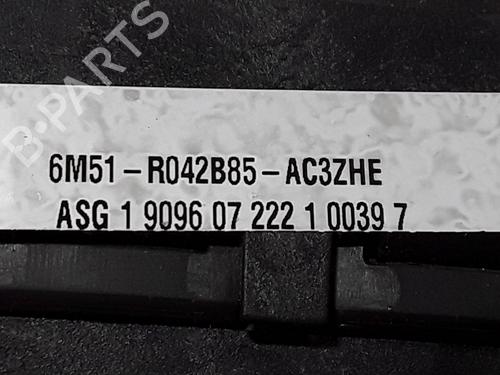 B-PARTS
6M51-R042B85-AC3ZHE
ASG 1 9096 07 222 1 0039 7